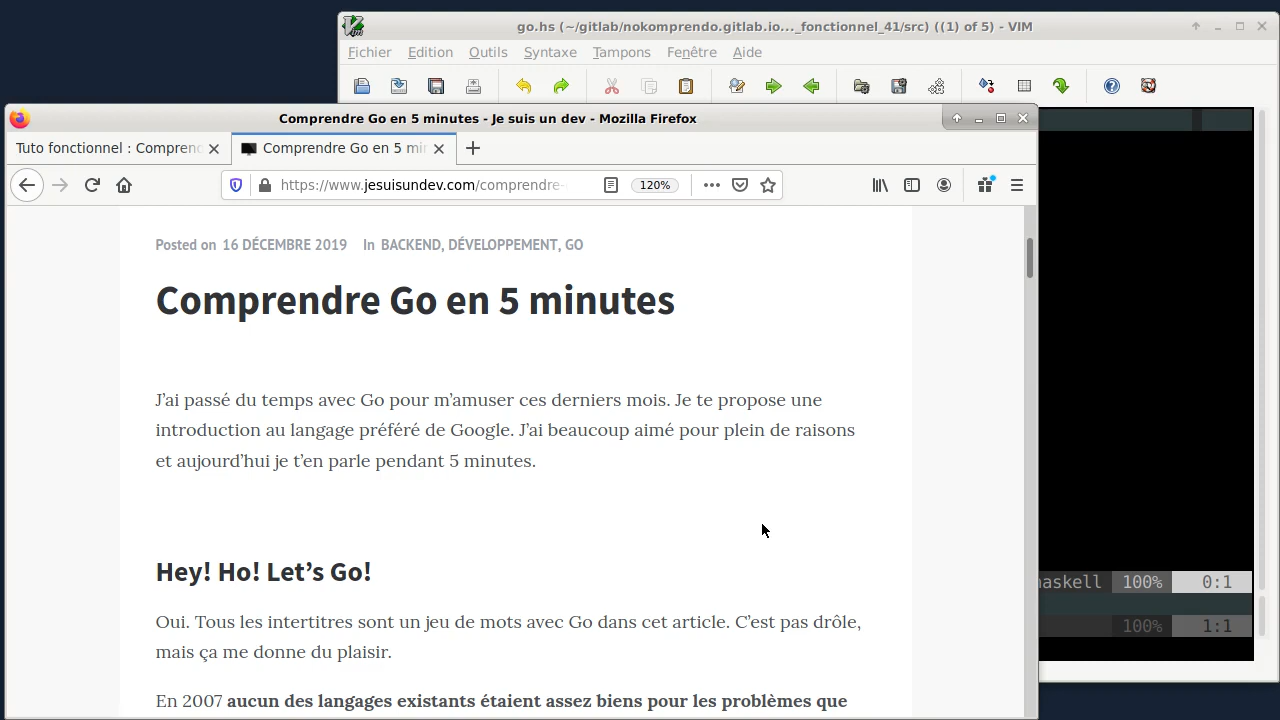 go.hs (~/gitlab/nokomprendo.gitlab.io..._fonctionnel_41/src) ((1) of 5) - VIM
Fichier Edition Outils Syntaxe Tampons Fenêtre Aide
Comprendre Go en 5 minutes - Je suis un dev - Mozilla Firefox
Tuto fonctionnel : Compren
Comprendre Go en 5 mi
https://www.jesuisundev.com/comprendre-
120%
Posted on 16 DÉCEMBRE 2019 In BACKEND, DÉVELOPPEMENT, GO
Comprendre Go en 5 minutes
J’ai passé du temps avec Go pour m’amuser ces derniers mois. Je te propose une
introduction au langage préféré de Google. J’ai beaucoup aimé pour plein de raisons
et aujourd’hui je t’en parle pendant 5 minutes.
Hey! Ho! Let’s Go!
Oui. Tous les intertitres sont un jeu de mots avec Go dans cet article. C’est pas drôle,
mais ça me donne du plaisir.
En 2007 aucun des langages existants étaient assez biens pour les problèmes que
haskell 100% 0:1
100% 1:1